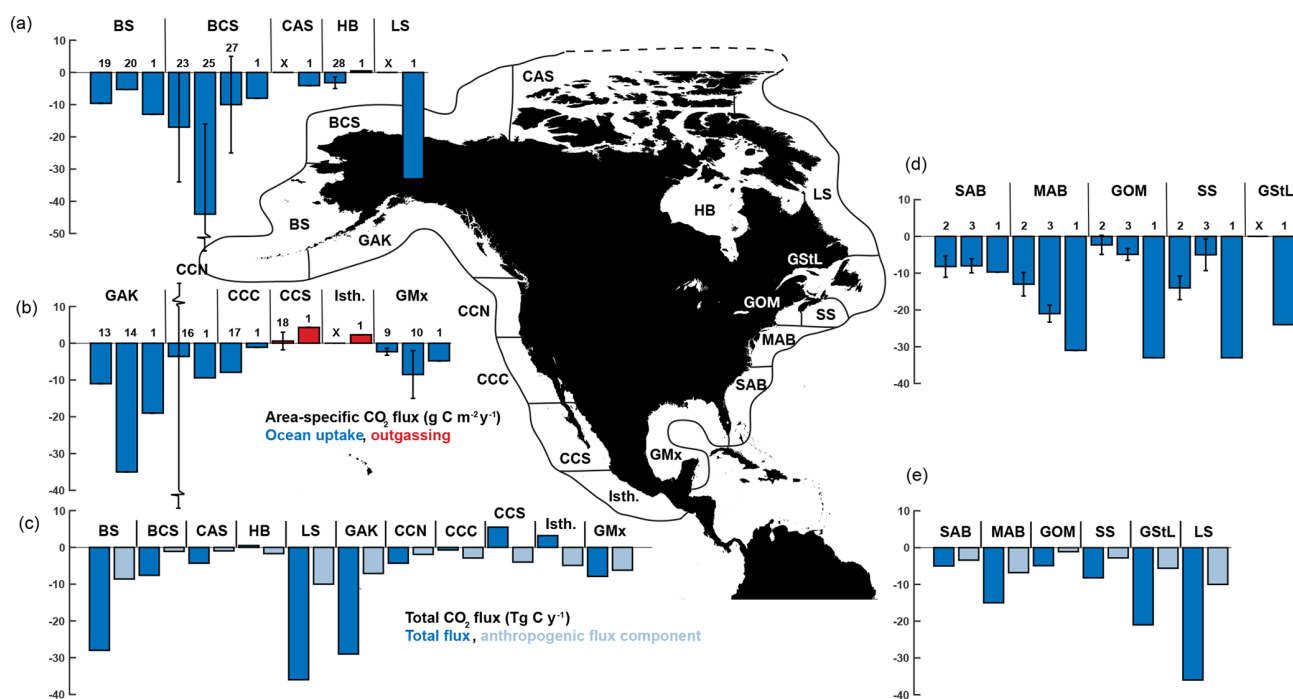 (a)
BS BCS CAS HB LS
19 20 1 23 25 27 1 X 1 28 1 X 1
10
0
-10
-20
-30
-40
-50
CAS
BCS
BS
GAK
HB
LS
GStL
GOM
SS
MAB
SAB
CCN
CCC
CCS
GMx
Isth.
(b)
GAK CCN CCC CCS Isth. GMx
13 14 1 16 1 17 1 18 1 X 1 9 10 1
10
0
-10
-20
-30
-40
Area-specific CO2 flux (g C m-2y-1)
Ocean uptake, outgassing
(c)
BS BCS CAS HB LS GAK CCN CCC CCS Isth. GMx
10
0
-10
-20
-30
-40
Total CO2 flux (Tg C y-1)
Total flux, anthropogenic flux component
(d)
SAB MAB GOM SS GStL
2 3 1 2 3 1 2 3 1 2 3 1 X 1
10
0
-10
-20
-30
-40
(e)
SAB MAB GOM SS GStL LS
10
0
-10
-20
-30
-40